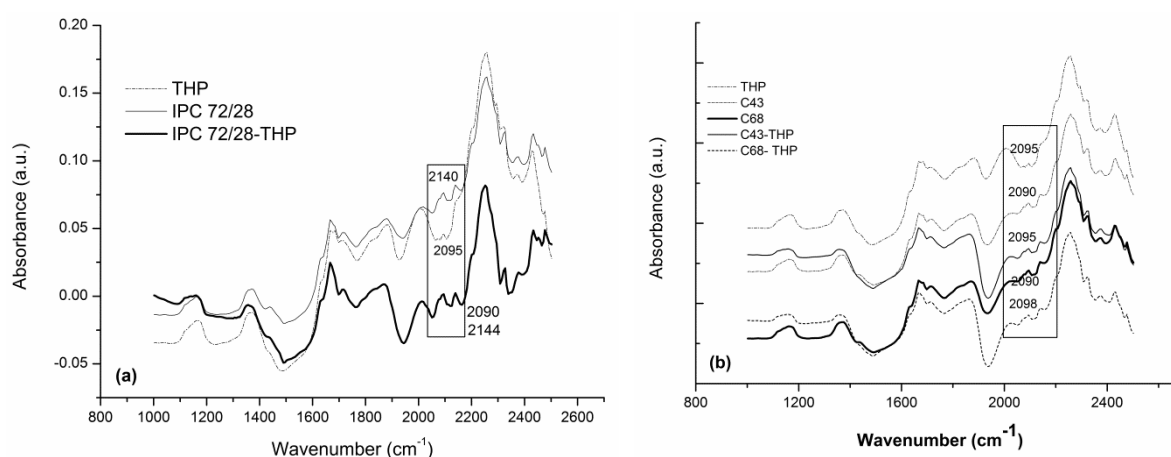 0.20
0.15
0.10
0.05
0.00
-0.05
Absorbance (a.u.)
THP
IPC 72/28
IPC 72/28-THP
2140
2095
2090
2144
(a)
800 1000 1200 1400 1600 1800 2000 2200 2400 2600
Wavenumber (cm-1)
Absorbance (a.u.)
THP
C43
C68
C43-THP
C68- THP
2095
2090
2095
2090
2098
(b)
800 1200 1600 2000 2400
Wavenumber (cm-1)